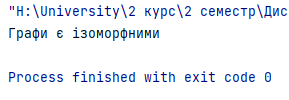 "H:\University\2 курс\2 семестр\Дис
Графи є ізоморфними
Process finished with exit code 0